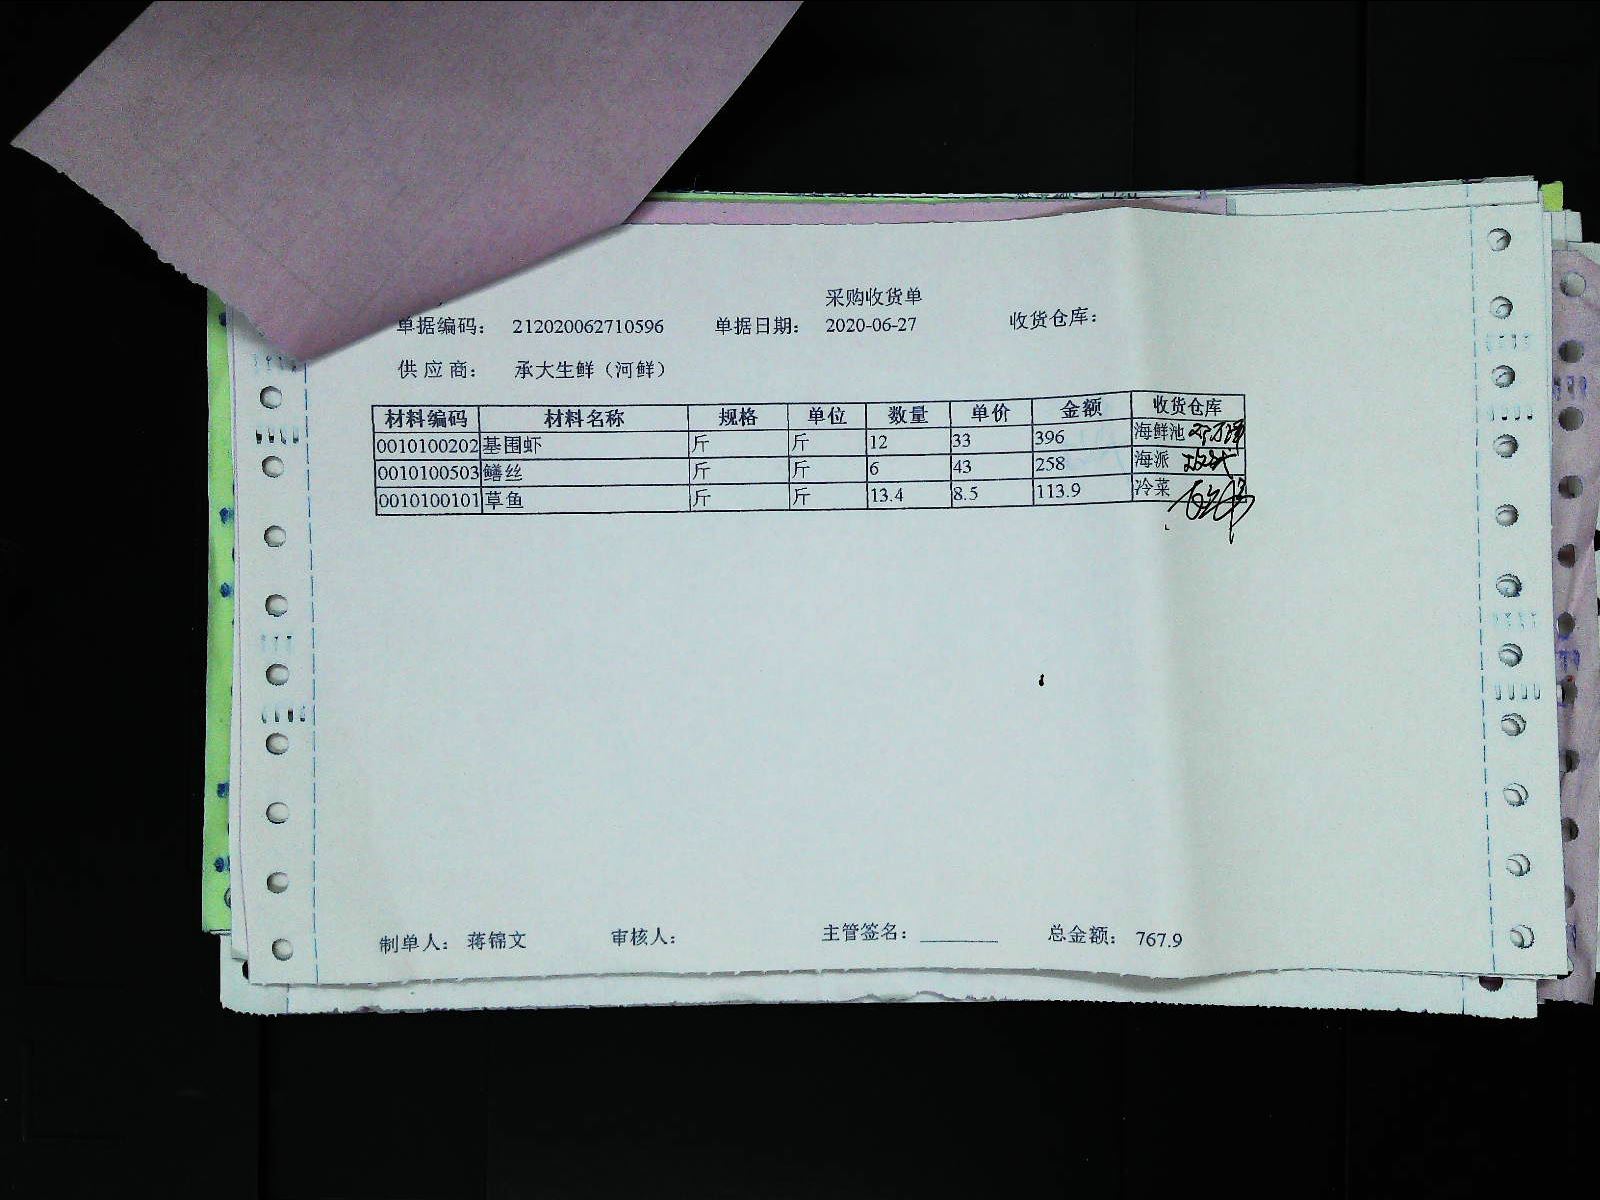 采购收货单
单据编码： 212020062710596 单据日期： 2020-06-27 收货仓库：
供 应 商： 承大生鲜（河鲜）
材料编码 材料名称 规格 单位 数量 单价 金额 收货仓库
0010100202 基围虾 斤 斤 12 33 396 海鲜池
0010100503 鳝丝 斤 斤 6 43 258 海派
0010100101 草鱼 斤 斤 13.4 8.5 113.9 冷菜
制单人： 蒋锦文 审核人： 主管签名： ________ 总金额： 767.9